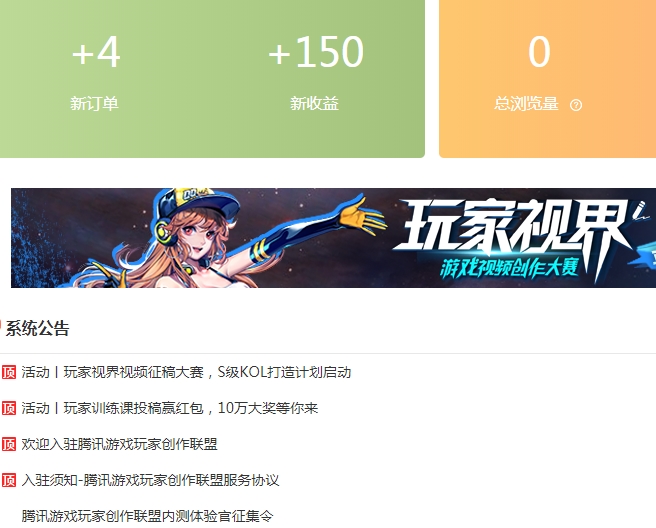 +4
+150
0
新订单
新收益
总浏览量 ?
玩家视界
游戏视频创作大赛
系统公告
顶 活动丨玩家视界视频征稿大赛，S级KOL打造计划启动
顶 活动丨玩家训练课投稿赢红包，10万大奖等你来
顶 欢迎入驻腾讯游戏玩家创作联盟
顶 入驻须知-腾讯游戏玩家创作联盟服务协议
腾讯游戏玩家创作联盟内测体验官征集令